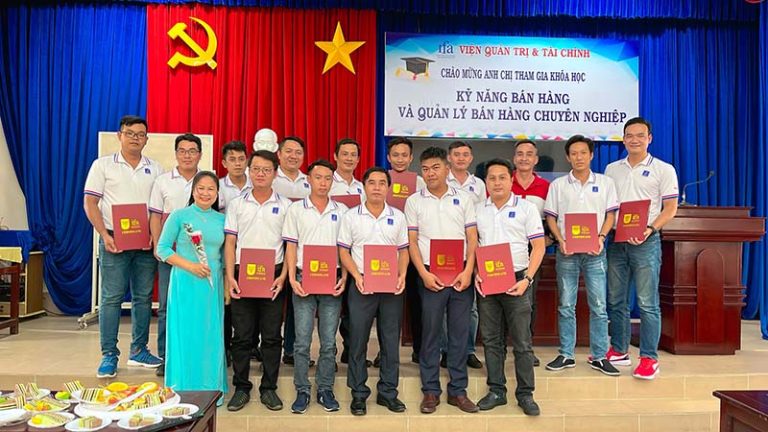 ifa VIỆN QUẢN TRỊ & TÀI CHÍNH
CHÀO MỪNG ANH CHỊ THAM GIA KHÓA HỌC
KỸ NĂNG BÁN HÀNG
VÀ QUẢN LÝ BÁN HÀNG CHUYÊN NGHIỆP